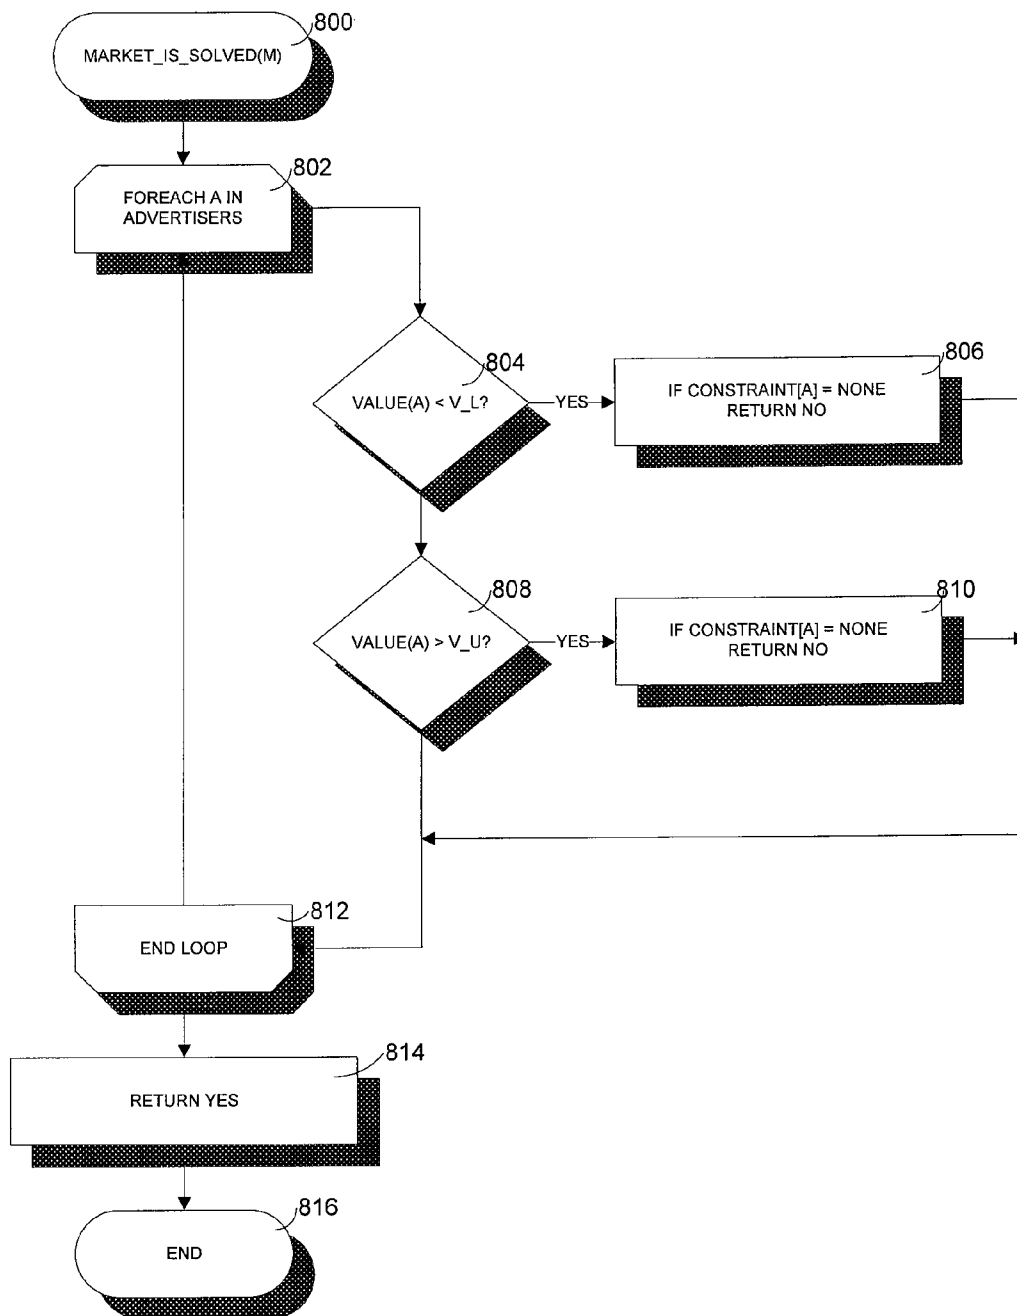 800
MARKET_IS_SOLVED(M)
802
FOREACH A IN
ADVERTISERS
804
VALUE(A) < V_L?
YES
806
IF CONSTRAINT[A] = NONE
RETURN NO
808
VALUE(A) > V_U?
YES
810
IF CONSTRAINT[A] = NONE
RETURN NO
812
END LOOP
814
RETURN YES
816
END